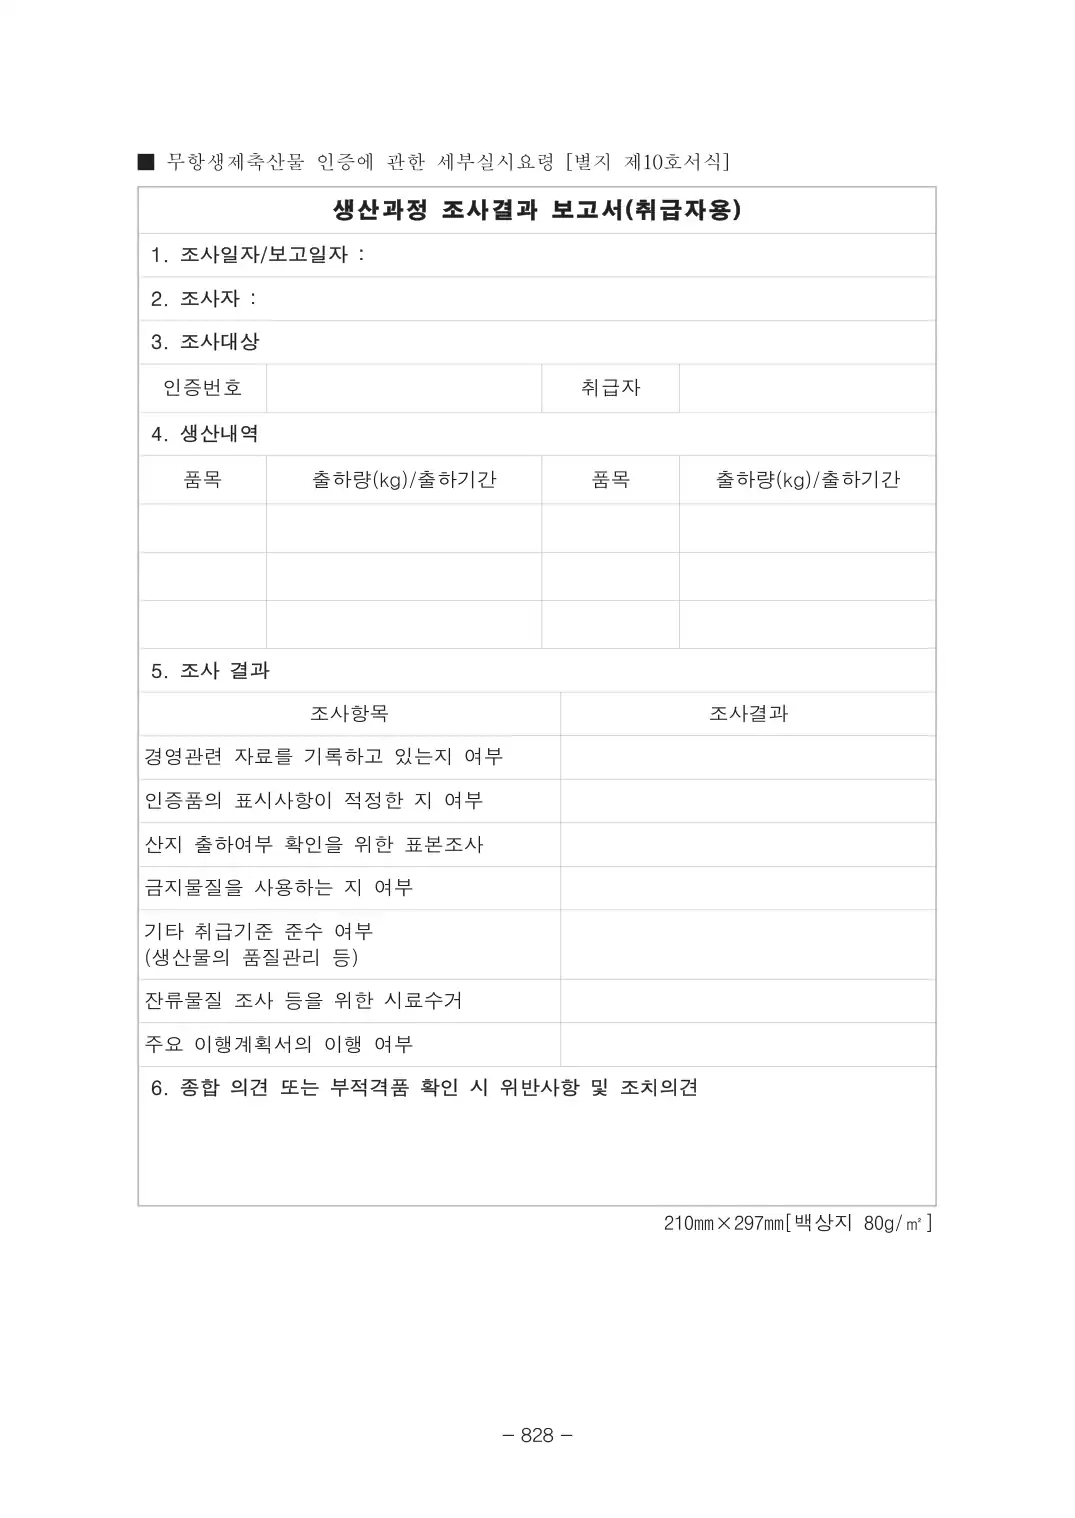 ■ 무항생제축산물 인증에 관한 세부실시요령 [별지 제10호서식]
생산과정 조사결과 보고서(취급자용)
1. 조사일자/보고일자 :
2. 조사자 :
3. 조사대상
인증번호 취급자
4. 생산내역
품목 출하량(kg)/출하기간 품목 출하량(kg)/출하기간
5. 조사 결과
조사항목 조사결과
경영관련 자료를 기록하고 있는지 여부
인증품의 표시사항이 적정한 지 여부
산지 출하여부 확인을 위한 표본조사
금지물질을 사용하는 지 여부
기타 취급기준 준수 여부
(생산물의 품질관리 등)
잔류물질 조사 등을 위한 시료수거
주요 이행계획서의 이행 여부
6. 종합 의견 또는 부적격품 확인 시 위반사항 및 조치의견
210㎜×297㎜[백상지 80g/㎡]
- 828 -